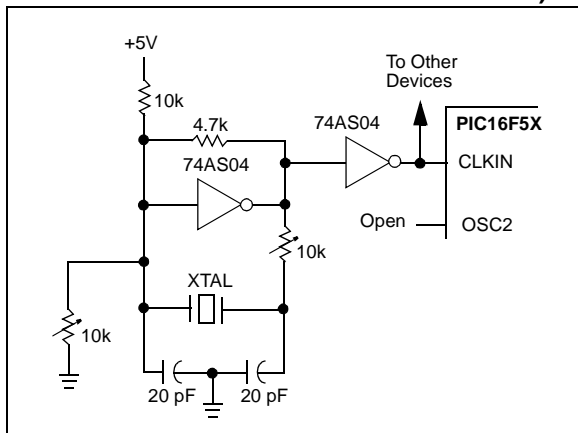 +5V
To Other
Devices
10k
4.7k
74AS04
PIC16F5X
74AS04
CLKIN
Open
OSC2
10k
XTAL
10k
20 pF
20 pF